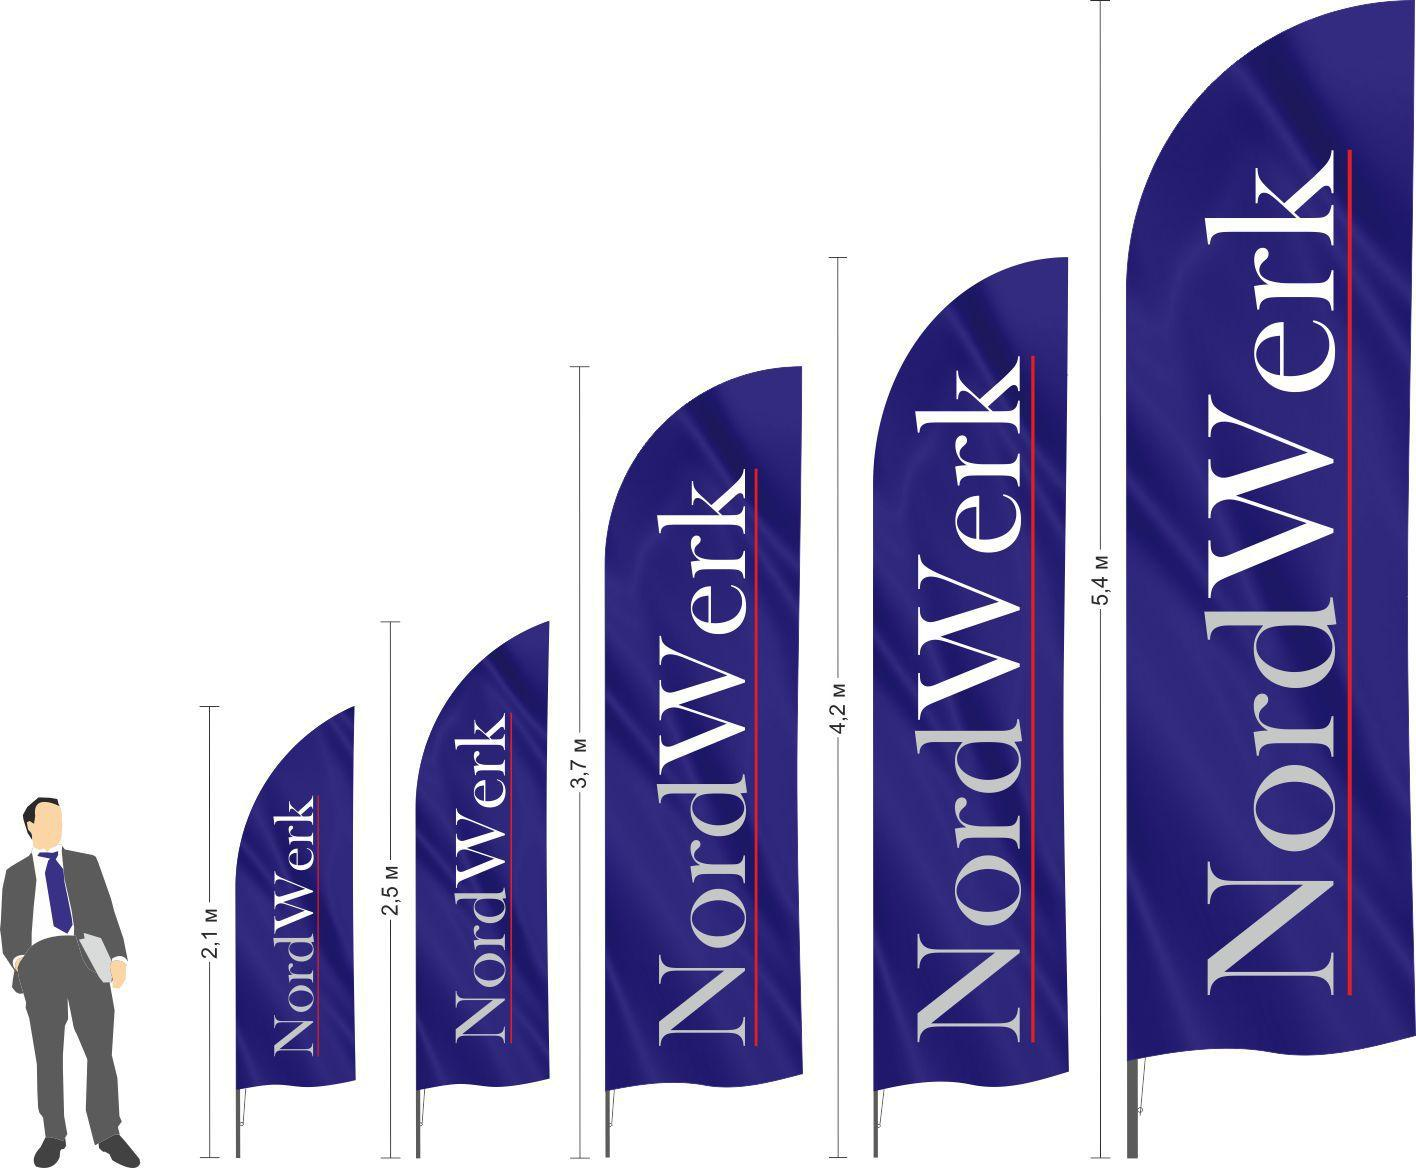 2,1 м
NordWerk
2,5 м
NordWerk
3,7 м
NordWerk
4,2 м
NordWerk
5,4 м
NordWerk